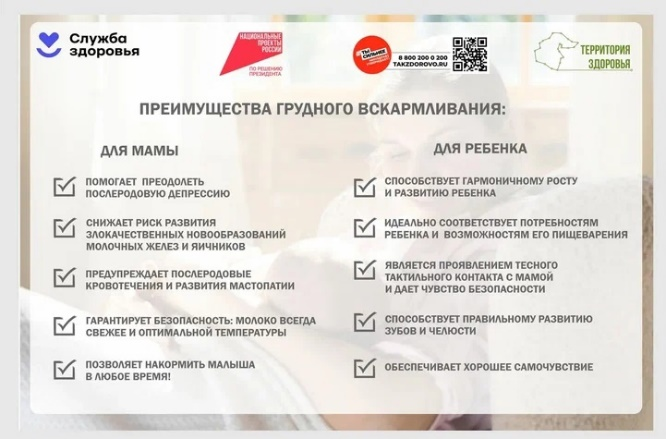 Служба
здоровья
НАЦИОНАЛЬНЫЕ
ПРОЕКТЫ
РОССИИ
ПО РЕШЕНИЮ
ПРЕЗИДЕНТА
ТЫ
СИЛЬНЕЕ
8 800 200 0 200
TAKZDOROVO.RU
ТЕРРИТОРИЯ
ЗДОРОВЬЯ
ПРЕИМУЩЕСТВА ГРУДНОГО ВСКАРМЛИВАНИЯ:
ДЛЯ МАМЫ
ПОМОГАЕТ ПРЕОДОЛЕТЬ
ПОСЛЕРОДОВУЮ ДЕПРЕССИЮ
СНИЖАЕТ РИСК РАЗВИТИЯ
ЗЛОКАЧЕСТВЕННЫХ НОВООБРАЗОВАНИЙ
МОЛОЧНЫХ ЖЕЛЕЗ И ЯИЧНИКОВ
ПРЕДУПРЕЖДАЕТ ПОСЛЕРОДОВЫЕ
КРОВОТЕЧЕНИЯ И РАЗВИТИЯ МАСТОПАТИИ
ГАРАНТИРУЕТ БЕЗОПАСНОСТЬ: МОЛОКО ВСЕГДА
СВЕЖЕЕ И ОПТИМАЛЬНОЙ ТЕМПЕРАТУРЫ
ПОЗВОЛЯЕТ НАКОРМИТЬ МАЛЫША
В ЛЮБОЕ ВРЕМЯ!
ДЛЯ РЕБЕНКА
СПОСОБСТВУЕТ ГАРМОНИЧНОМУ РОСТУ
И РАЗВИТИЮ РЕБЕНКА
ИДЕАЛЬНО СООТВЕТСТВУЕТ ПОТРЕБНОСТЯМ
РЕБЕНКА И ВОЗМОЖНОСТЯМ ЕГО ПИЩЕВАРЕНИЯ
ЯВЛЯЕТСЯ ПРОЯВЛЕНИЕМ ТЕСНОГО
ТАКТИЛЬНОГО КОНТАКТА С МАМОЙ
И ДАЕТ ЧУВСТВО БЕЗОПАСНОСТИ
СПОСОБСТВУЕТ ПРАВИЛЬНОМУ РАЗВИТИЮ
ЗУБОВ И ЧЕЛЮСТИ
ОБЕСПЕЧИВАЕТ ХОРОШЕЕ САМОЧУВСТВИЕ